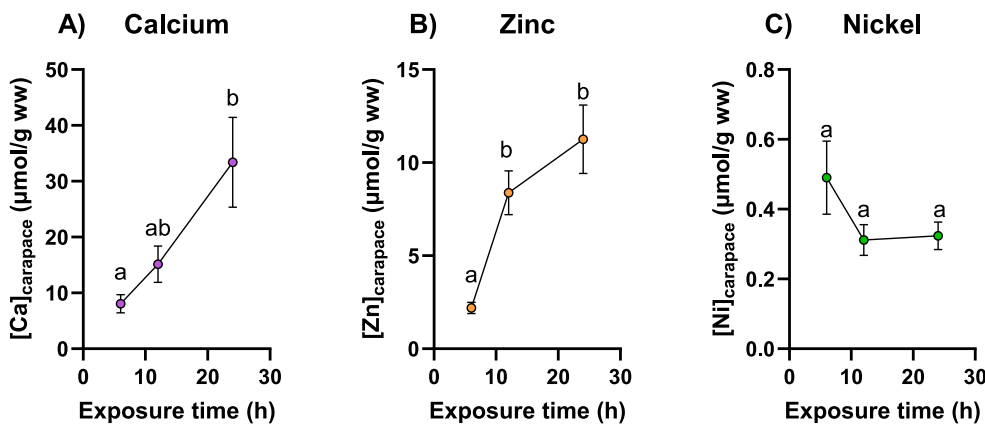 A) Calcium
[Ca]carapace (μmol/g ww)
50
40
30
20
10
0
a
ab
b
0 10 20 30
Exposure time (h)
B) Zinc
[Zn]carapace (μmol/g ww)
15
10
5
0
a
b
b
0 10 20 30
Exposure time (h)
C) Nickel
[Ni]carapace (μmol/g ww)
0.8
0.6
0.4
0.2
0.0
a
a
a
0 10 20 30
Exposure time (h)